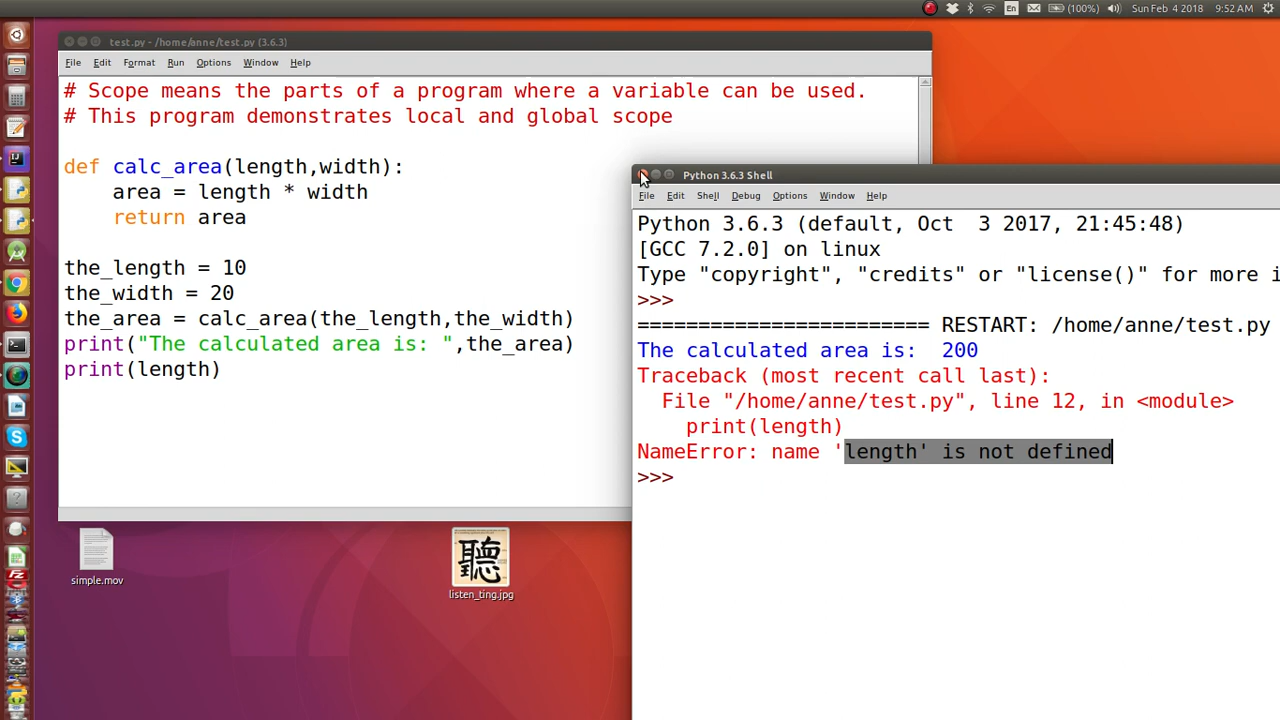 En
(100%)
Sun Feb 4 2018
9:52 AM
test.py - /home/anne/test.py (3.6.3)
File Edit Format Run Options Window Help
# Scope means the parts of a program where a variable can be used.
# This program demonstrates local and global scope
def calc_area(length,width):
area = length * width
return area
the_length = 10
the_width = 20
the_area = calc_area(the_length,the_width)
print("The calculated area is: ",the_area)
print(length)
Python 3.6.3 Shell
File Edit Shell Debug Options Window Help
Python 3.6.3 (default, Oct  3 2017, 21:45:48)
[GCC 7.2.0] on linux
Type "copyright", "credits" or "license()" for more i
>>>
======================== RESTART: /home/anne/test.py
The calculated area is:  200
Traceback (most recent call last):
File "/home/anne/test.py", line 12, in <module>
print(length)
NameError: name 'length' is not defined
>>>
simple.mov
聽
listen_ting.jpg